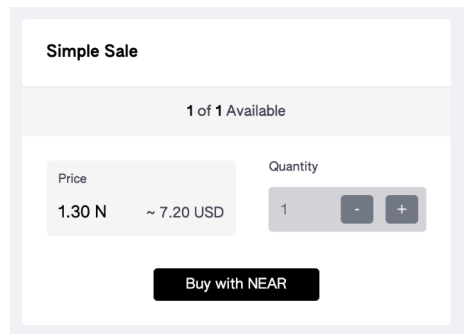 Simple Sale
1 of 1 Available
Price
Quantity
1.30 N ~ 7.20 USD
1 - +
Buy with NEAR